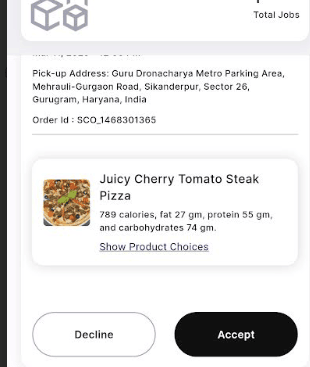 Total Jobs
Pick-up Address: Guru Dronacharya Metro Parking Area,
Mehrauli-Gurgaon Road, Sikanderpur, Sector 26,
Gurugram, Haryana, India
Order Id : SCO_1468301365
Juicy Cherry Tomato Steak
Pizza
789 calories, fat 27 gm, protein 55 gm,
and carbohydrates 74 gm.
Show Product Choices
Decline
Accept